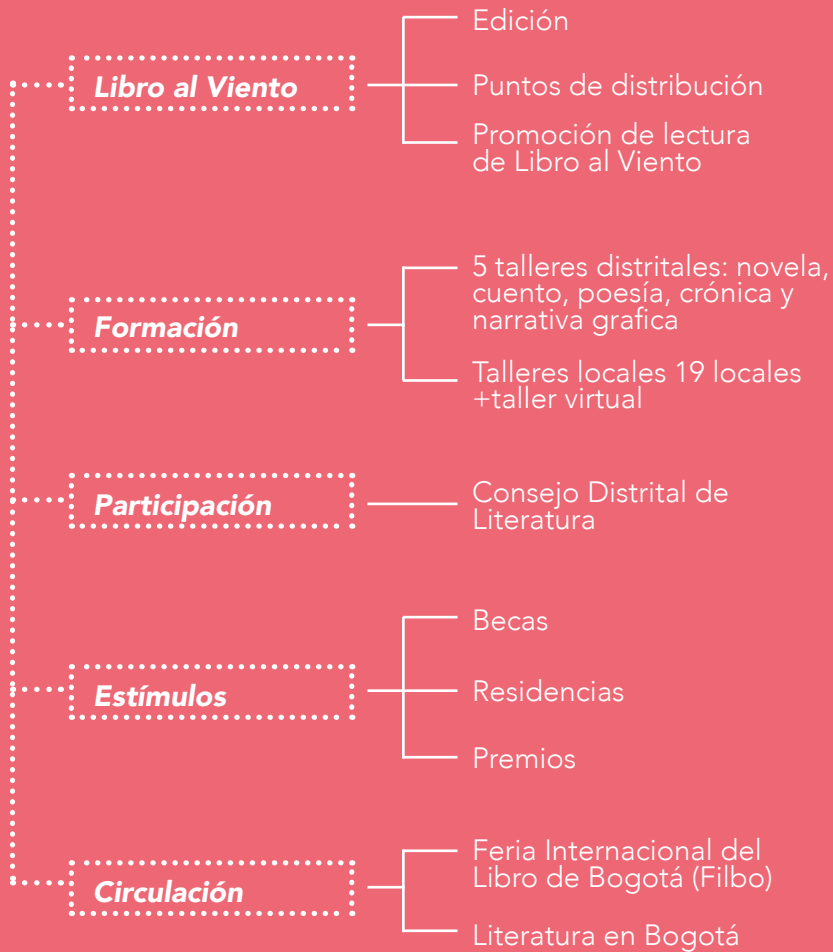 Libro al Viento
Edición
Puntos de distribución
Promoción de lectura
de Libro al Viento
Formación
5 talleres distritales: novela,
cuento, poesía, crónica y
narrativa grafica
Talleres locales 19 locales
+taller virtual
Participación
Consejo Distrital de
Literatura
Estímulos
Becas
Residencias
Premios
Circulación
Feria Internacional del
Libro de Bogotá (Filbo)
Literatura en Bogotá